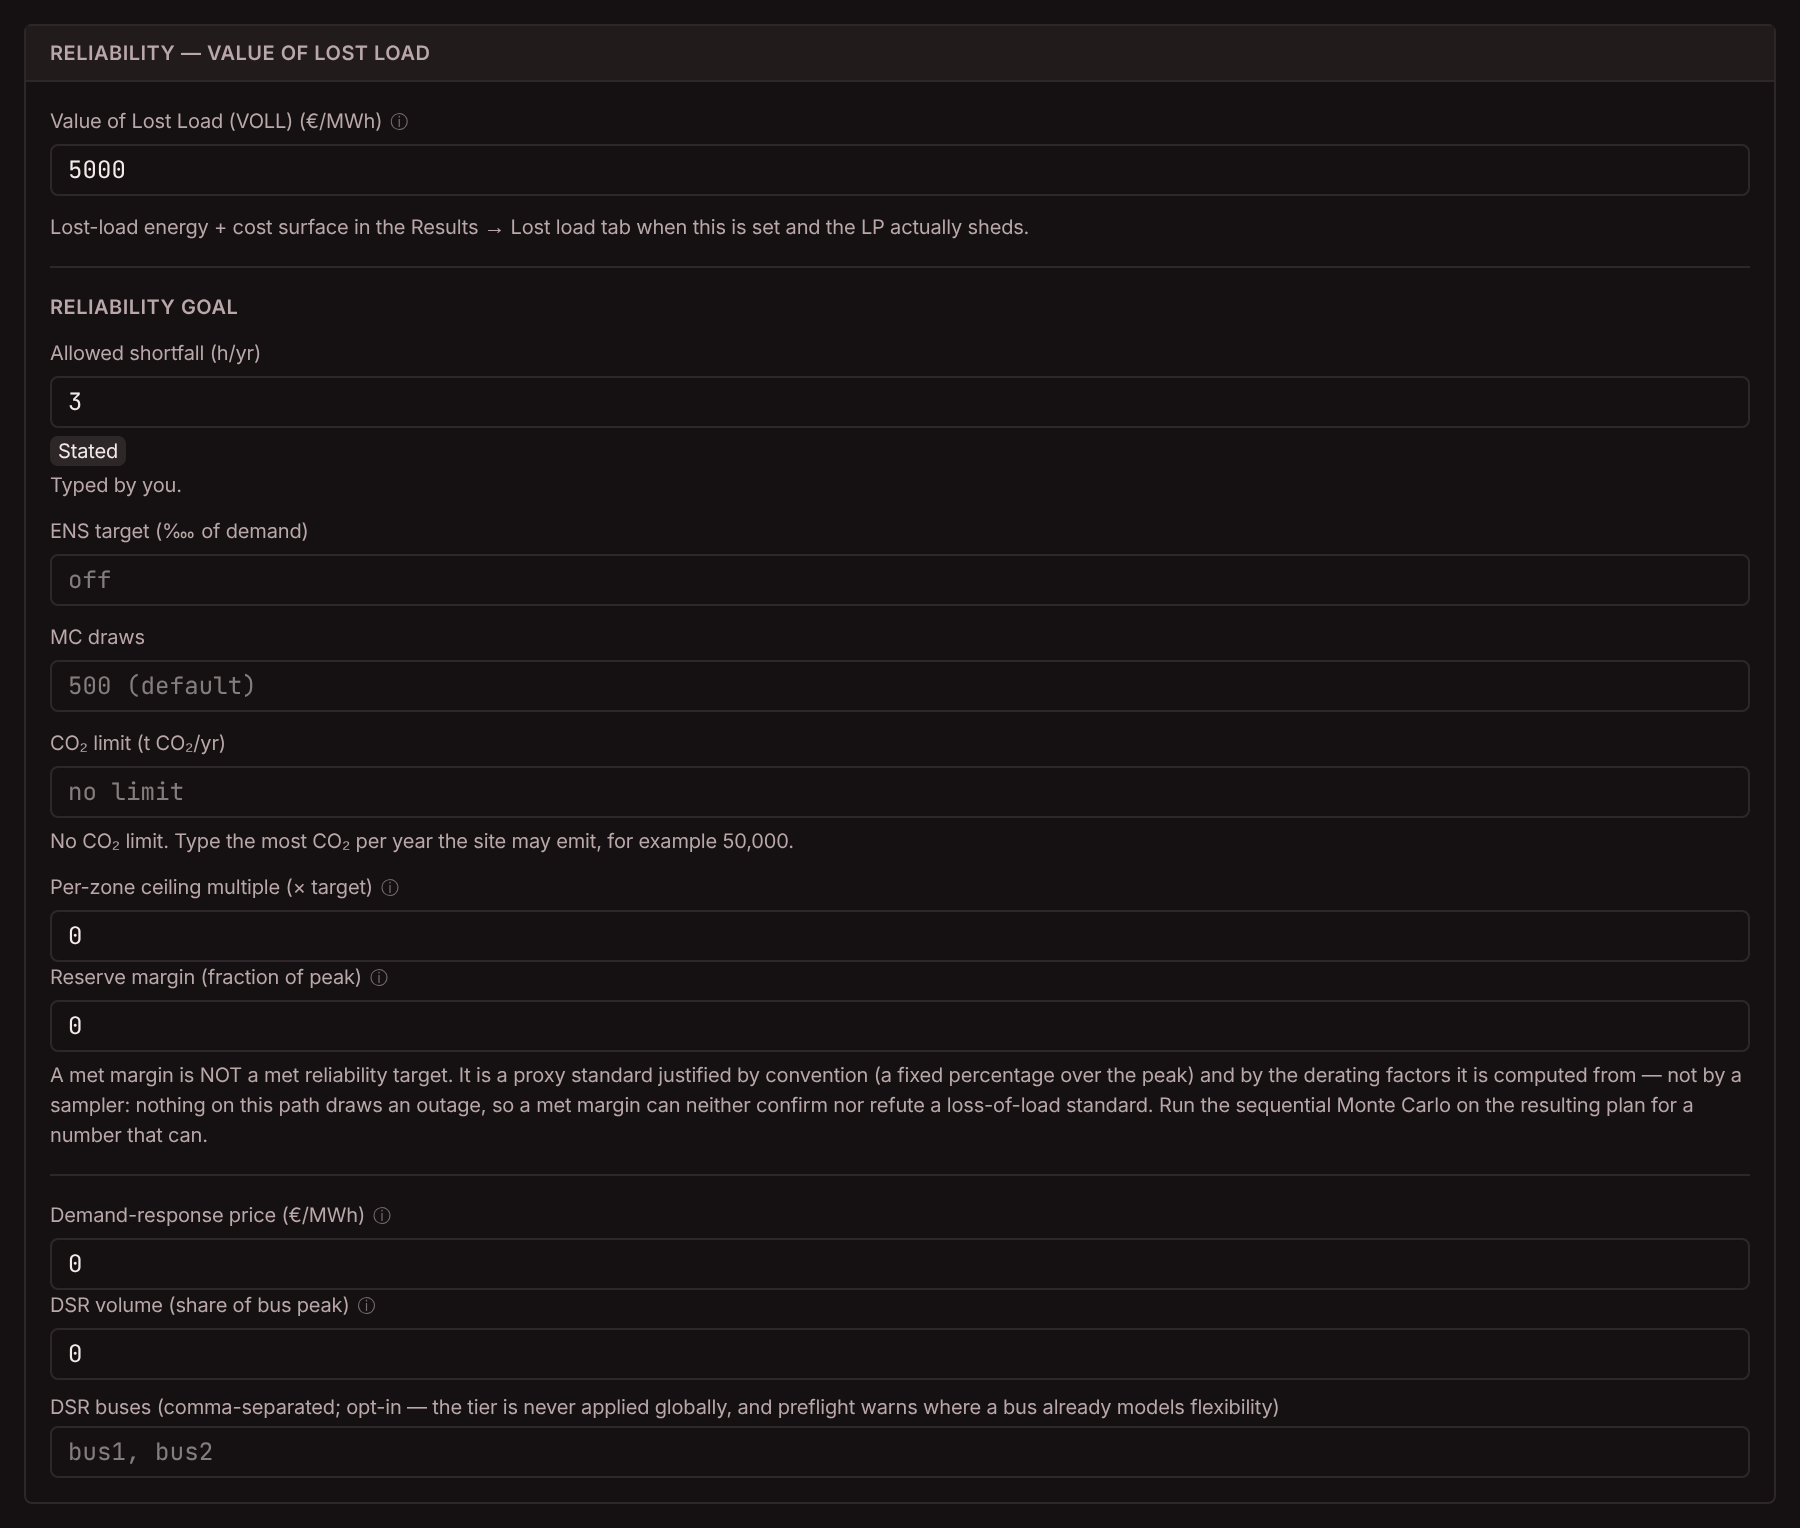 RELIABILITY — VALUE OF LOST LOAD
Value of Lost Load (VOLL) (€/MWh) ⓘ
5000
Lost-load energy + cost surface in the Results → Lost load tab when this is set and the LP actually sheds.
RELIABILITY GOAL
Allowed shortfall (h/yr)
3
Stated
Typed by you.
ENS target (‱ of demand)
off
MC draws
500 (default)
CO₂ limit (t CO₂/yr)
no limit
No CO₂ limit. Type the most CO₂ per year the site may emit, for example 50,000.
Per-zone ceiling multiple (× target) ⓘ
0
Reserve margin (fraction of peak) ⓘ
0
A met margin is NOT a met reliability target. It is a proxy standard justified by convention (a fixed percentage over the peak) and by the derating factors it is computed from — not by a
sampler: nothing on this path draws an outage, so a met margin can neither confirm nor refute a loss-of-load standard. Run the sequential Monte Carlo on the resulting plan for a
number that can.
Demand-response price (€/MWh) ⓘ
0
DSR volume (share of bus peak) ⓘ
0
DSR buses (comma-separated; opt-in — the tier is never applied globally, and preflight warns where a bus already models flexibility)
bus1, bus2